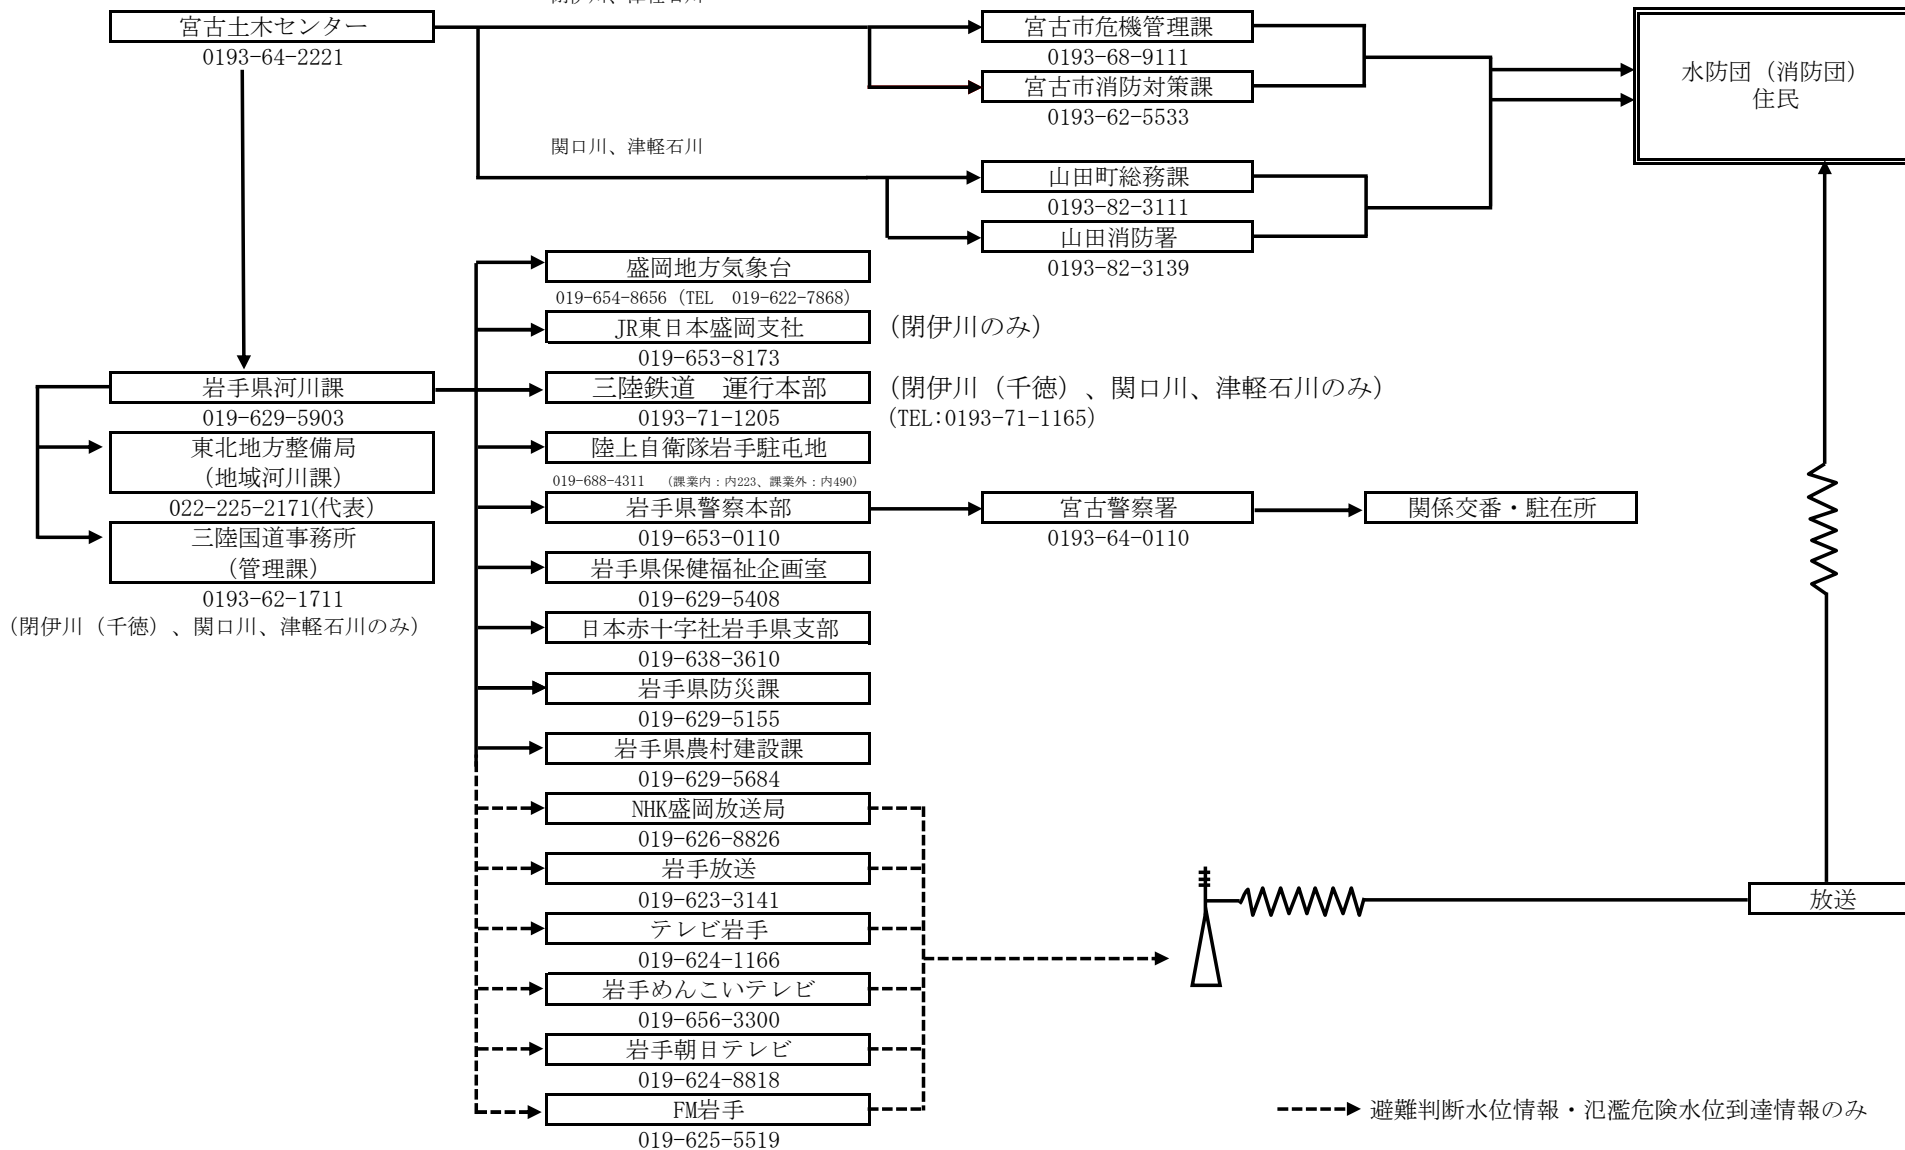 閉伊川、津軽石川
宮古土木センター
0193-64-2221
宮古市危機管理課
0193-68-9111
宮古市消防対策課
0193-62-5533
水防団（消防団）
住民
関口川、津軽石川
山田町総務課
0193-82-3111
山田消防署
0193-82-3139
盛岡地方気象台
019-654-8656（TEL　019-622-7868）
JR東日本盛岡支社
（閉伊川のみ）
019-653-8173
岩手県河川課
019-629-5903
三陸鉄道　運行本部
（閉伊川（千徳）、関口川、津軽石川のみ）
0193-71-1205
（TEL:0193-71-1165）
東北地方整備局
（地域河川課）
022-225-2171(代表）
陸上自衛隊岩手駐屯地
019-688-4311　（課業内：内223、課業外：内490）
三陸国道事務所
（管理課）
0193-62-1711
（閉伊川（千徳）、関口川、津軽石川のみ）
岩手県警察本部
019-653-0110
宮古警察署
0193-64-0110
関係交番・駐在所
岩手県保健福祉企画室
019-629-5408
日本赤十字社岩手県支部
019-638-3610
岩手県防災課
019-629-5155
岩手県農村建設課
019-629-5684
NHK盛岡放送局
019-626-8826
岩手放送
019-623-3141
テレビ岩手
019-624-1166
岩手めんこいテレビ
019-656-3300
岩手朝日テレビ
019-624-8818
FM岩手
019-625-5519
放送
避難判断水位情報・氾濫危険水位到達情報のみ